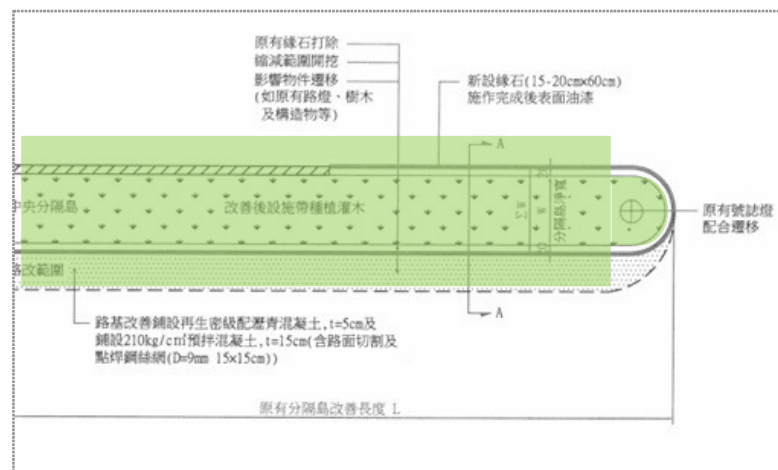 原有緣石打除
縮減範圍開挖
影響物件遷移
(如原有路燈、樹木
及構造物等)
新設緣石(15-20cm×60cm)
施作完成後表面油漆
A
中央分隔島
改善後設施帶種植灌木
20
W
分隔島淨寬
20
原有號誌燈
配合遷移
路改範圍
A
路基改善鋪設再生密級配瀝青混凝土,t=5cm及
鋪設210kg/c㎡預拌混凝土,t=15cm(含路面切割及
點焊鋼絲網(D=9mm 15×15cm))
原有分隔島改善長度 L